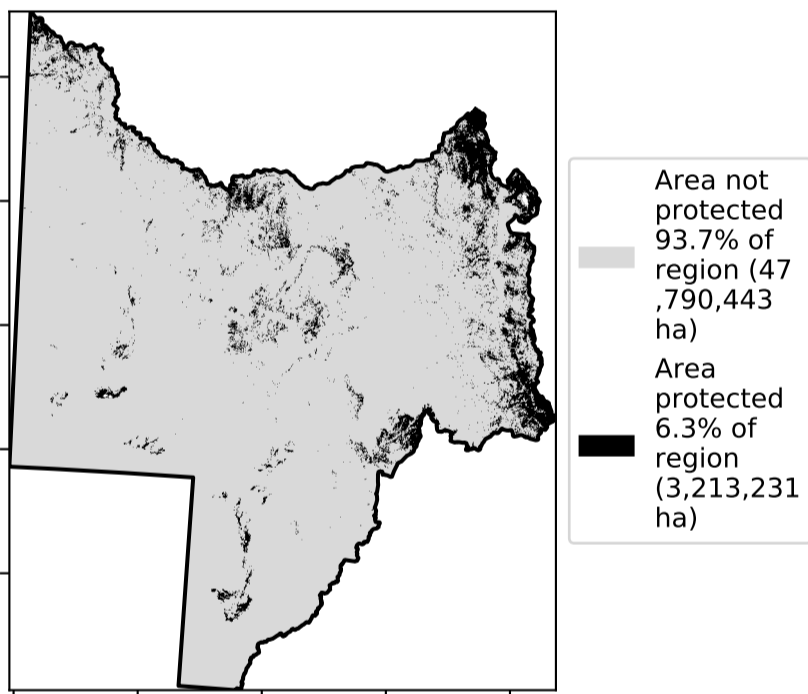 Area not
protected
93.7% of
region (47
,790,443
ha)
Area
protected
6.3% of
region
(3,213,231
ha)